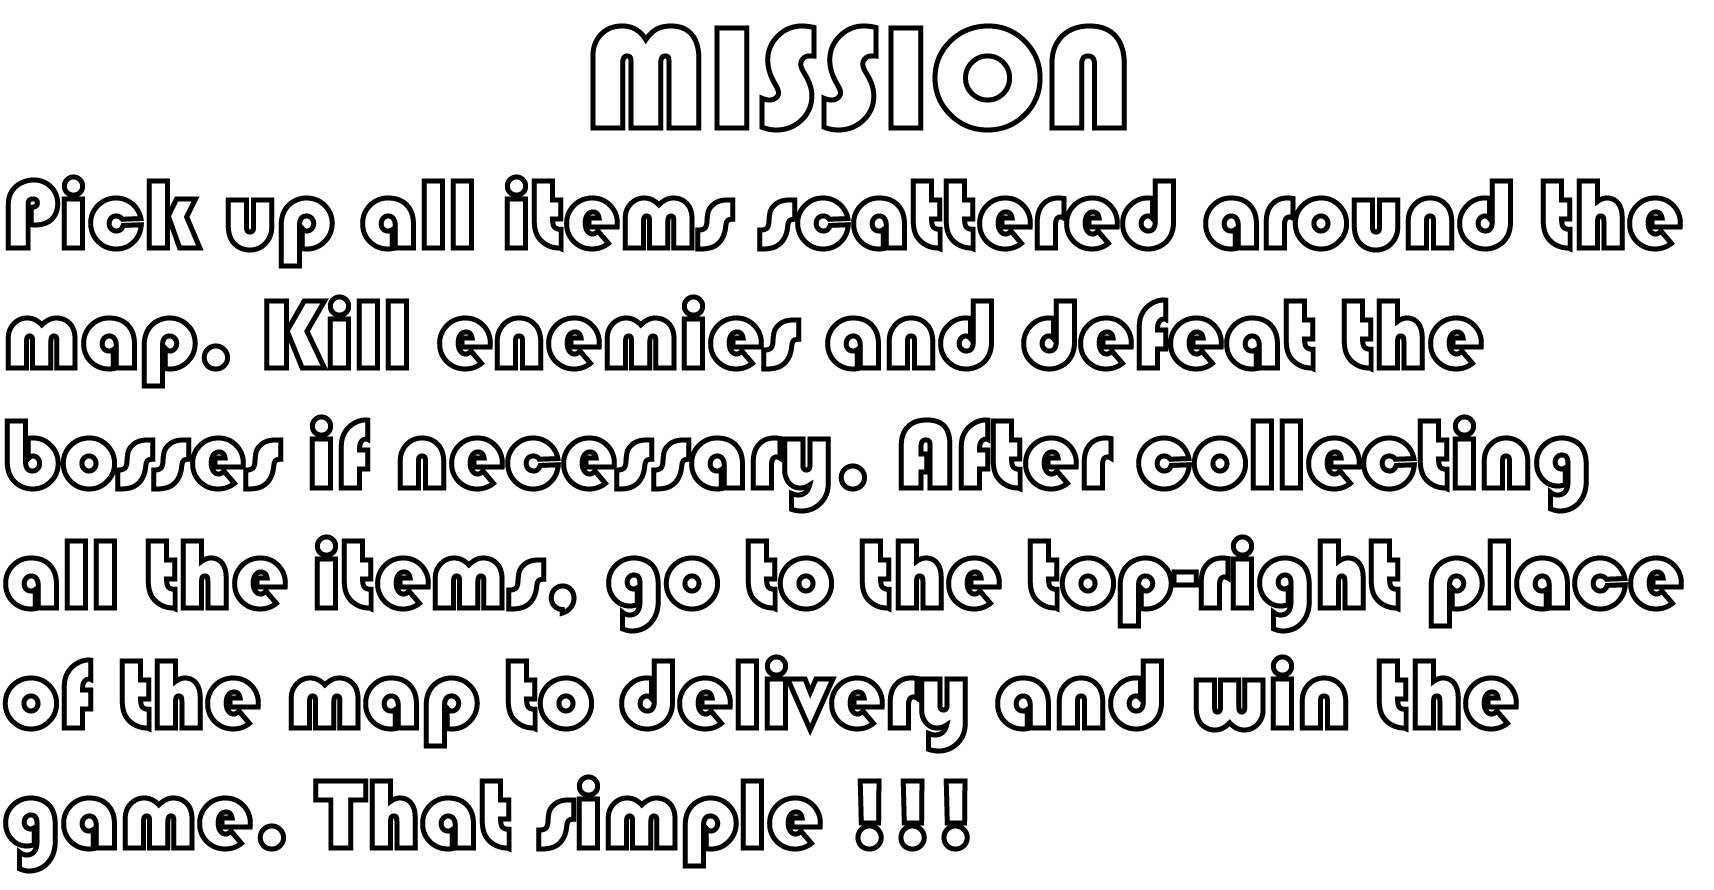 MISSION
Pick up all items scattered around the
map. Kill enemies and defeat the
bosses if necessary. After collecting
all the items, go to the top-right place
of the map to delivery and win the
game. That simple !!!